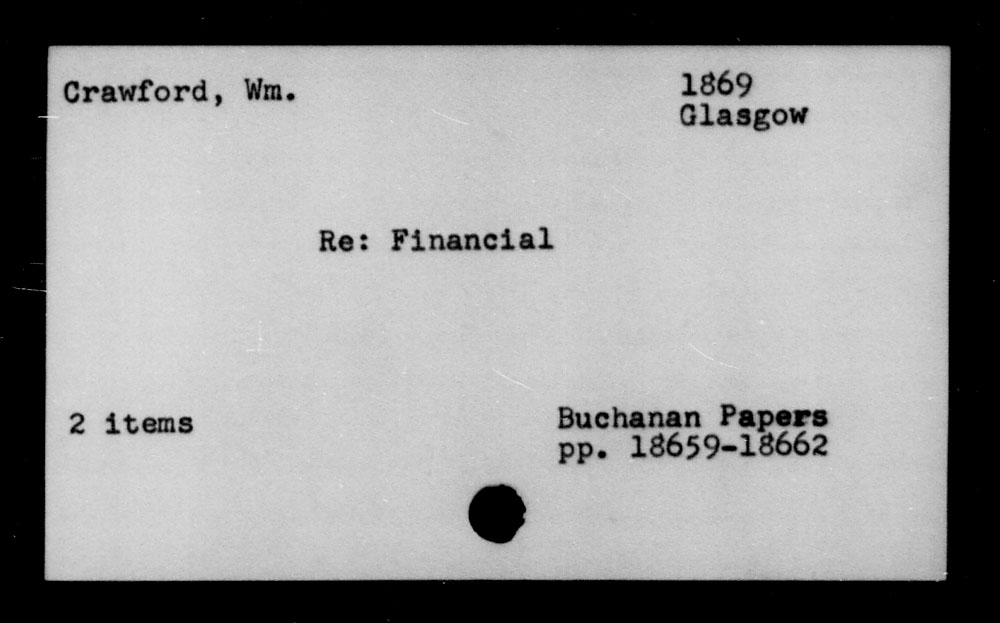 Crawford, Wm.
1869
Glasgow
Re: Financial
2 items
Buchanan Papers
pp. 18659-18662